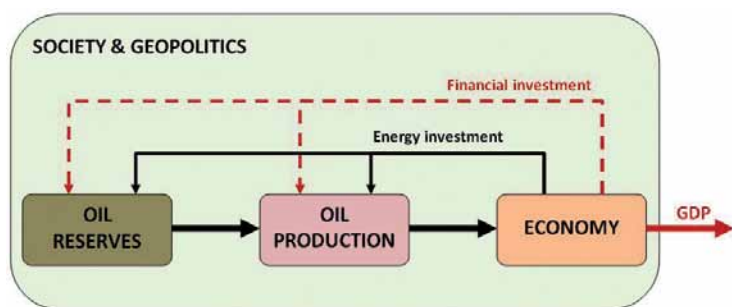 SOCIETY & GEOPOLITICS
Financial investment
Energy investment
OIL
RESERVES
OIL
PRODUCTION
ECONOMY
GDP